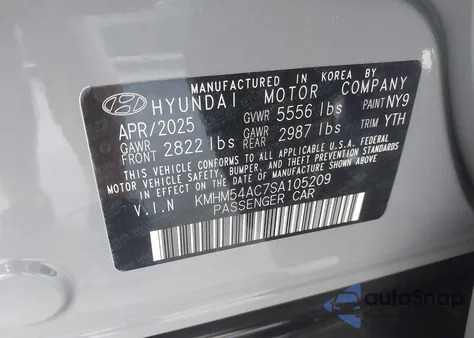 MANUFACTURED IN KOREA BY
HYUNDAI MOTOR COMPANY
APR/2025 GVWR 5556 lbs PAINT NY9
GAWR FRONT 2822 lbs GAWR REAR 2987 lbs TRIM YTH
THIS VEHICLE CONFORMS TO ALL APPLICABLE U.S.A. FEDERAL
MOTOR VEHICLE SAFETY, BUMPER, AND THEFT PREVENTION
STANDARDS IN EFFECT ON THE DATE OF MANUFACTURE SHOWN ABOVE.
V.I.N KMHM54AC7SA105209
PASSENGER CAR
autoSnap